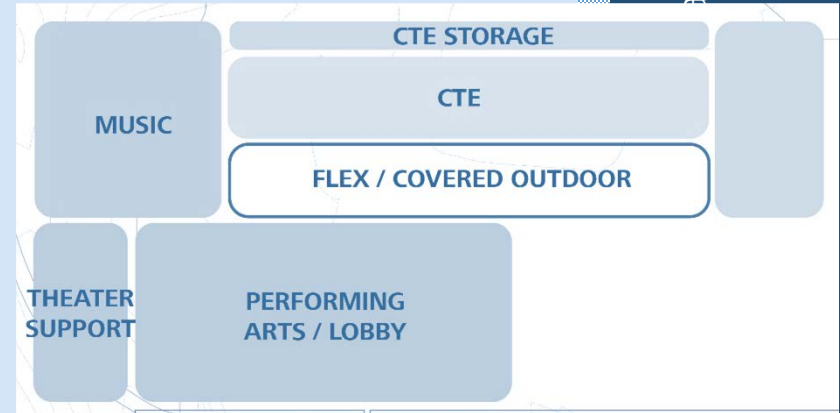 CTE STORAGE
CTE
MUSIC
FLEX / COVERED OUTDOOR
THEATER
SUPPORT
PERFORMING
ARTS / LOBBY